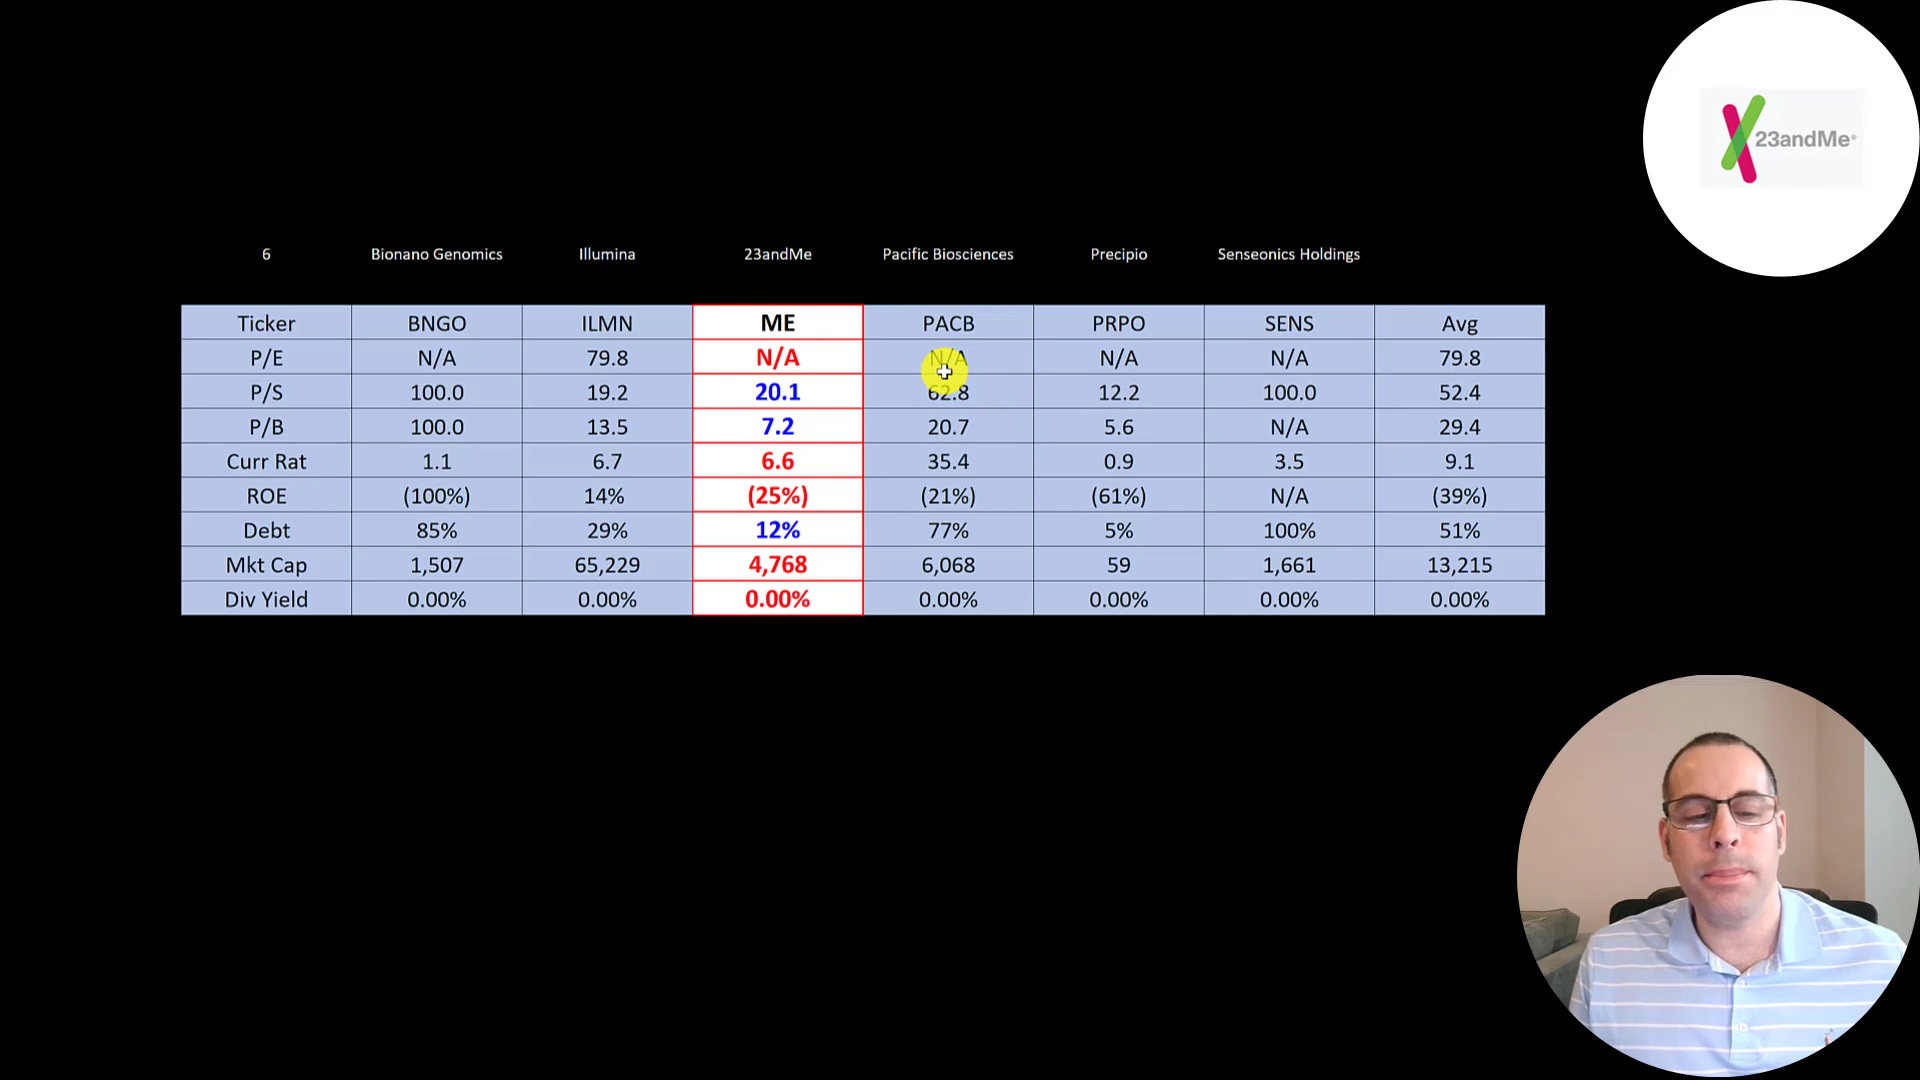 23andMe®
6 Bionano Genomics Illumina 23andMe Pacific Biosciences Precipio Senseonics Holdings
Ticker BNGO ILMN ME PACB PRPO SENS Avg
P/E N/A 79.8 N/A N/A N/A N/A 79.8
P/S 100.0 19.2 20.1 62.8 12.2 100.0 52.4
P/B 100.0 13.5 7.2 20.7 5.6 N/A 29.4
Curr Rat 1.1 6.7 6.6 35.4 0.9 3.5 9.1
ROE (100%) 14% (25%) (21%) (61%) N/A (39%)
Debt 85% 29% 12% 77% 5% 100% 51%
Mkt Cap 1,507 65,229 4,768 6,068 59 1,661 13,215
Div Yield 0.00% 0.00% 0.00% 0.00% 0.00% 0.00% 0.00%